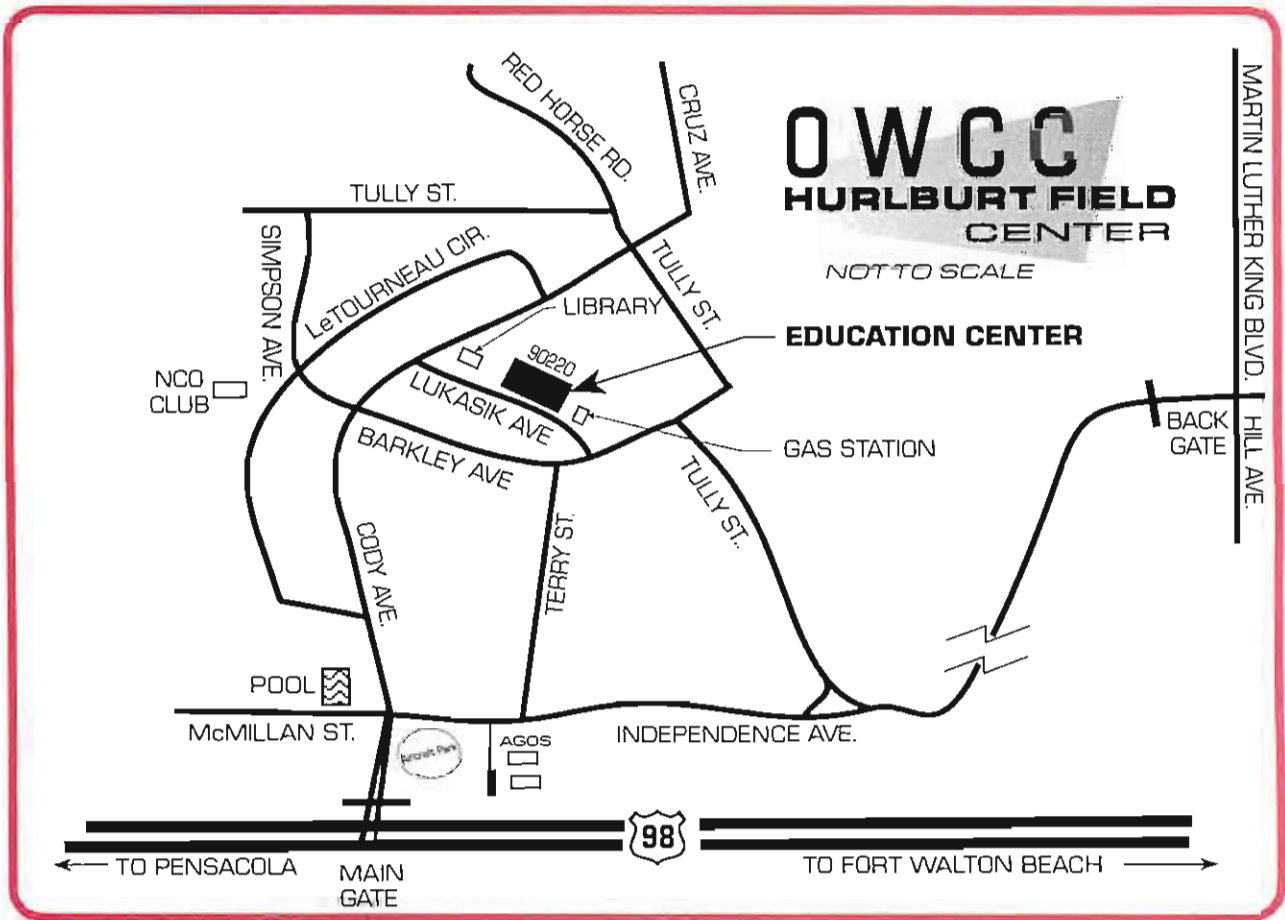 RED HORSE RD.
CRUZ AVE.
MARTIN LUTHER KING BLVD.
OWCC
HURLBURT FIELD
CENTER
NOT TO SCALE
TULLY ST.
SIMPSON AVE.
LeTOURNEAU CIR.
TULLY ST.
LIBRARY
EDUCATION CENTER
90220
NCO
CLUB
LUKASIK AVE
BARKLEY AVE
GAS STATION
BACK
GATE
HILL AVE.
TULLY ST..
CODY AVE.
TERRY ST.
POOL
McMILLAN ST.
Aircraft Park
AGOS
INDEPENDENCE AVE.
98
TO PENSACOLA
MAIN
GATE
TO FORT WALTON BEACH